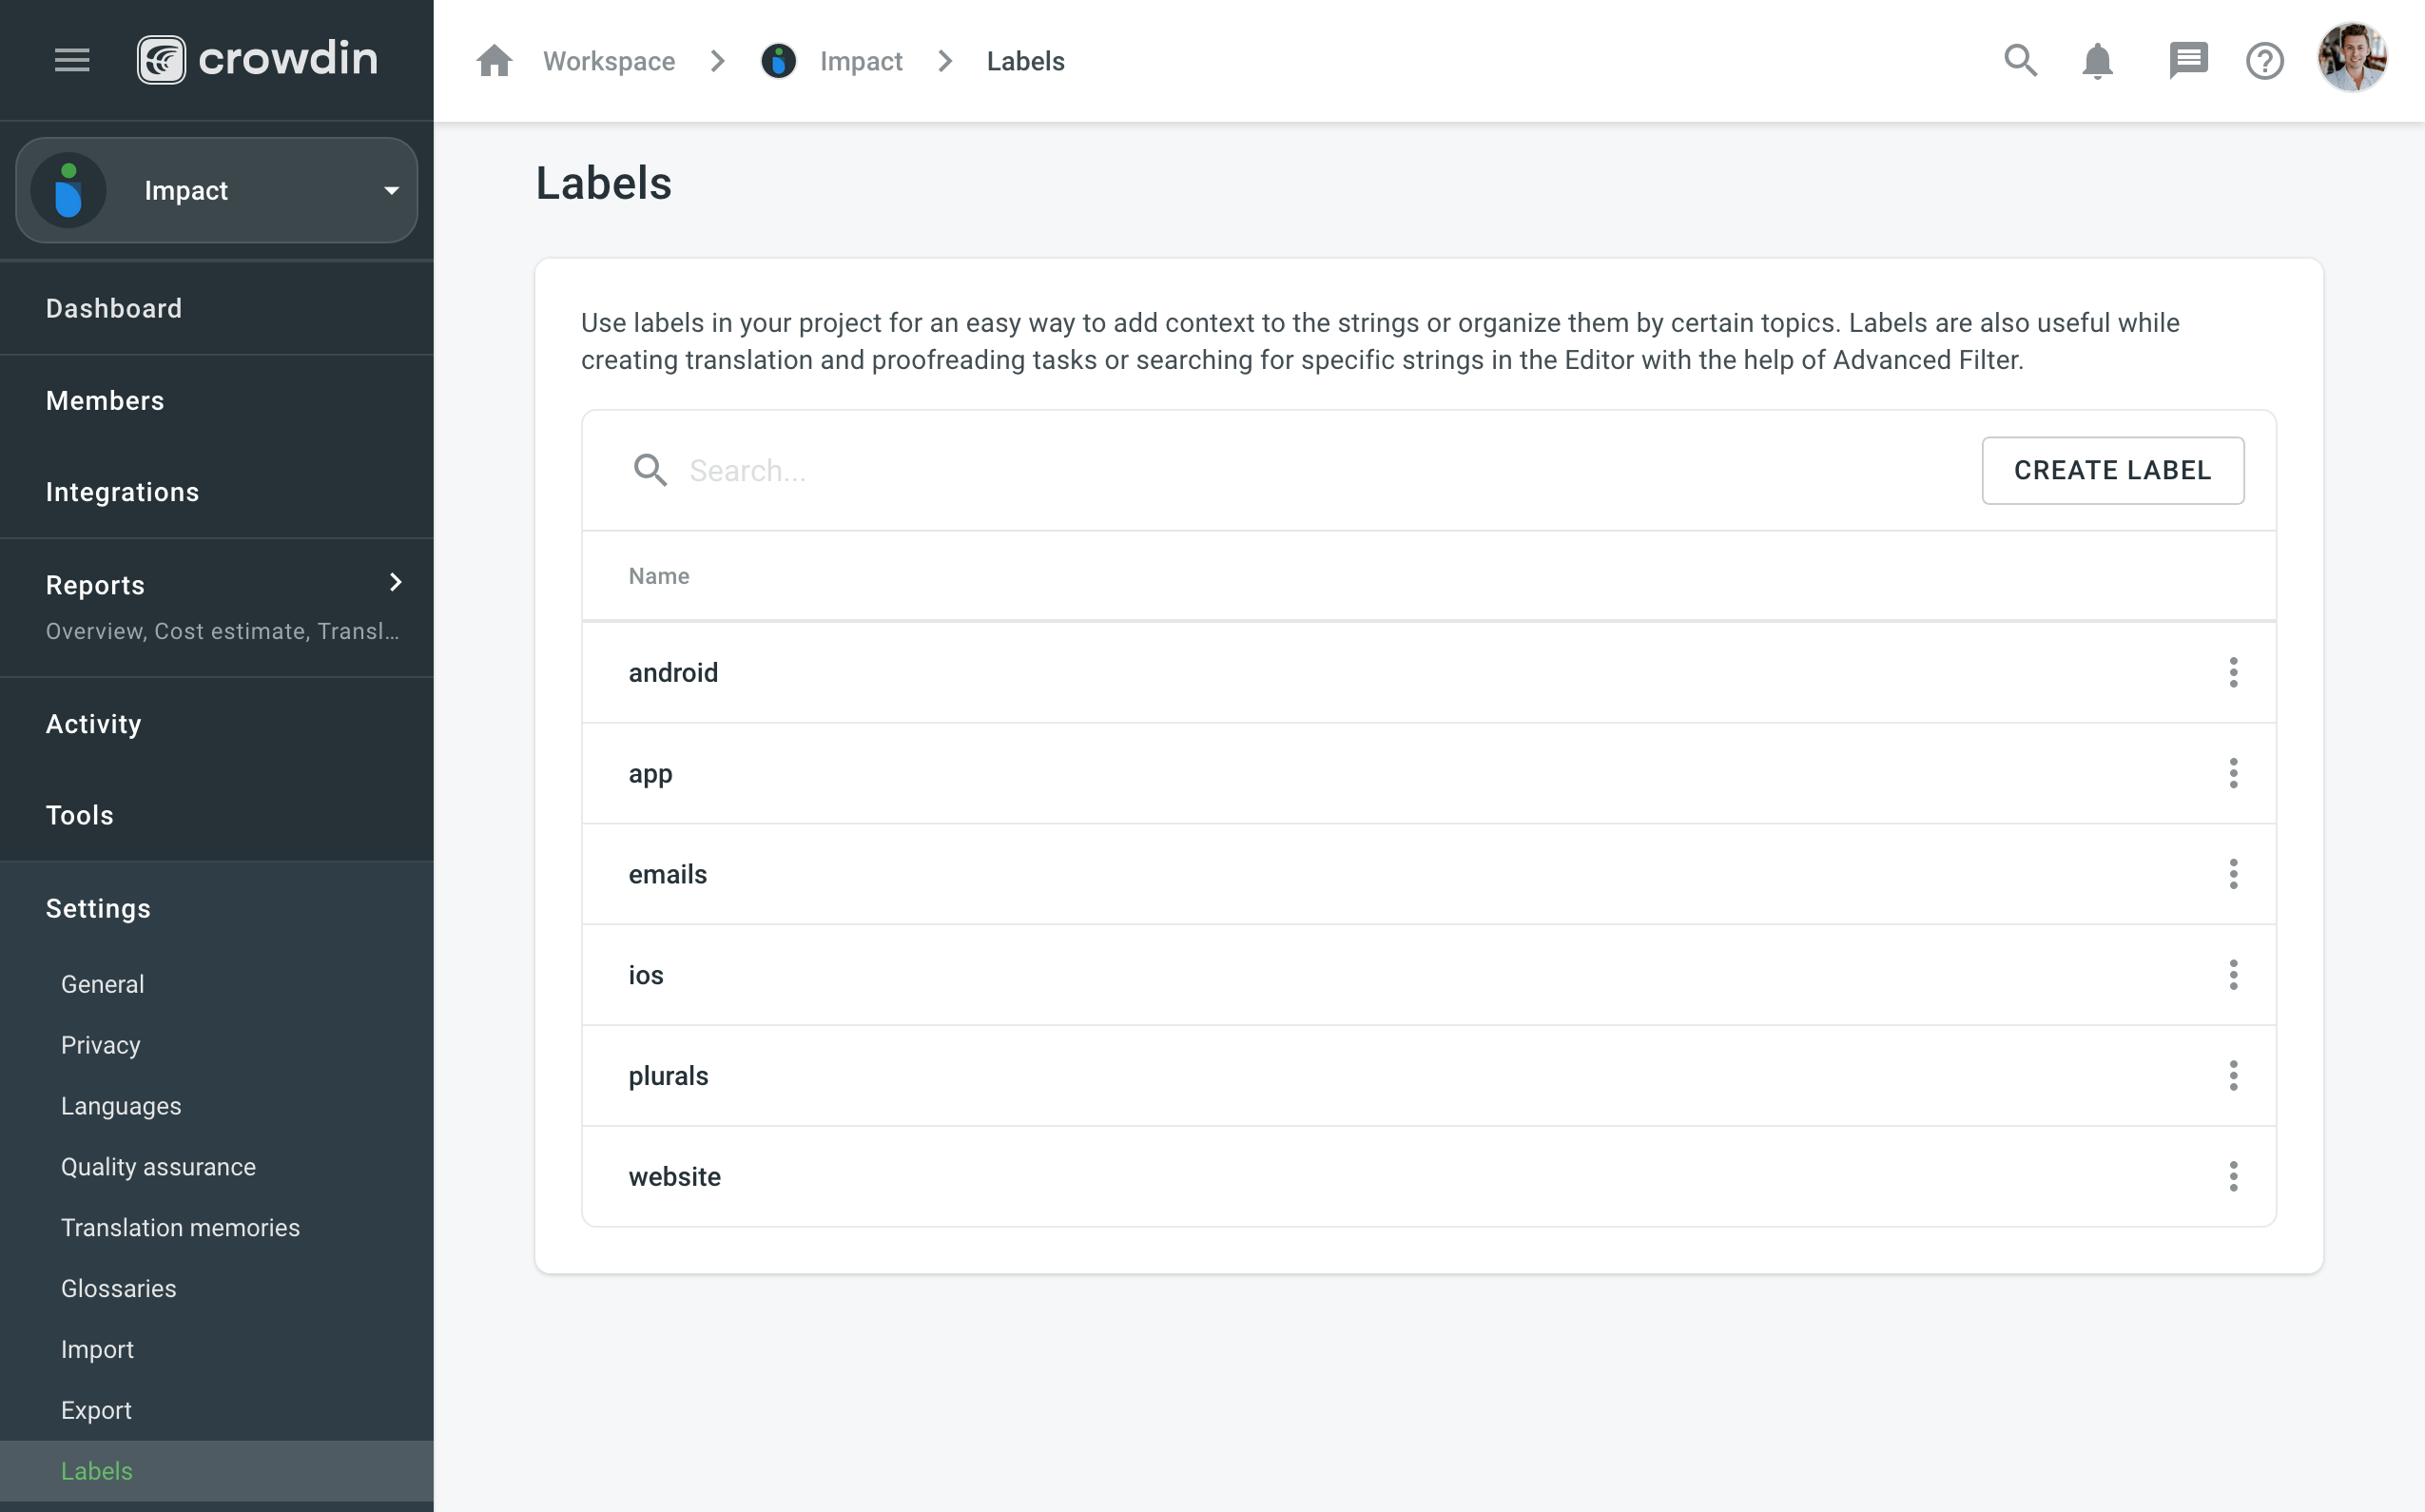 crowdin
Workspace
Impact
Labels
Impact
Dashboard
Members
Integrations
Reports
Overview, Cost estimate, Transl...
Activity
Tools
Settings
General
Privacy
Languages
Quality assurance
Translation memories
Glossaries
Import
Export
Labels
Labels
Use labels in your project for an easy way to add context to the strings or organize them by certain topics. Labels are also useful while
creating translation and proofreading tasks or searching for specific strings in the Editor with the help of Advanced Filter.
Search...
CREATE LABEL
Name
android
app
emails
ios
plurals
website